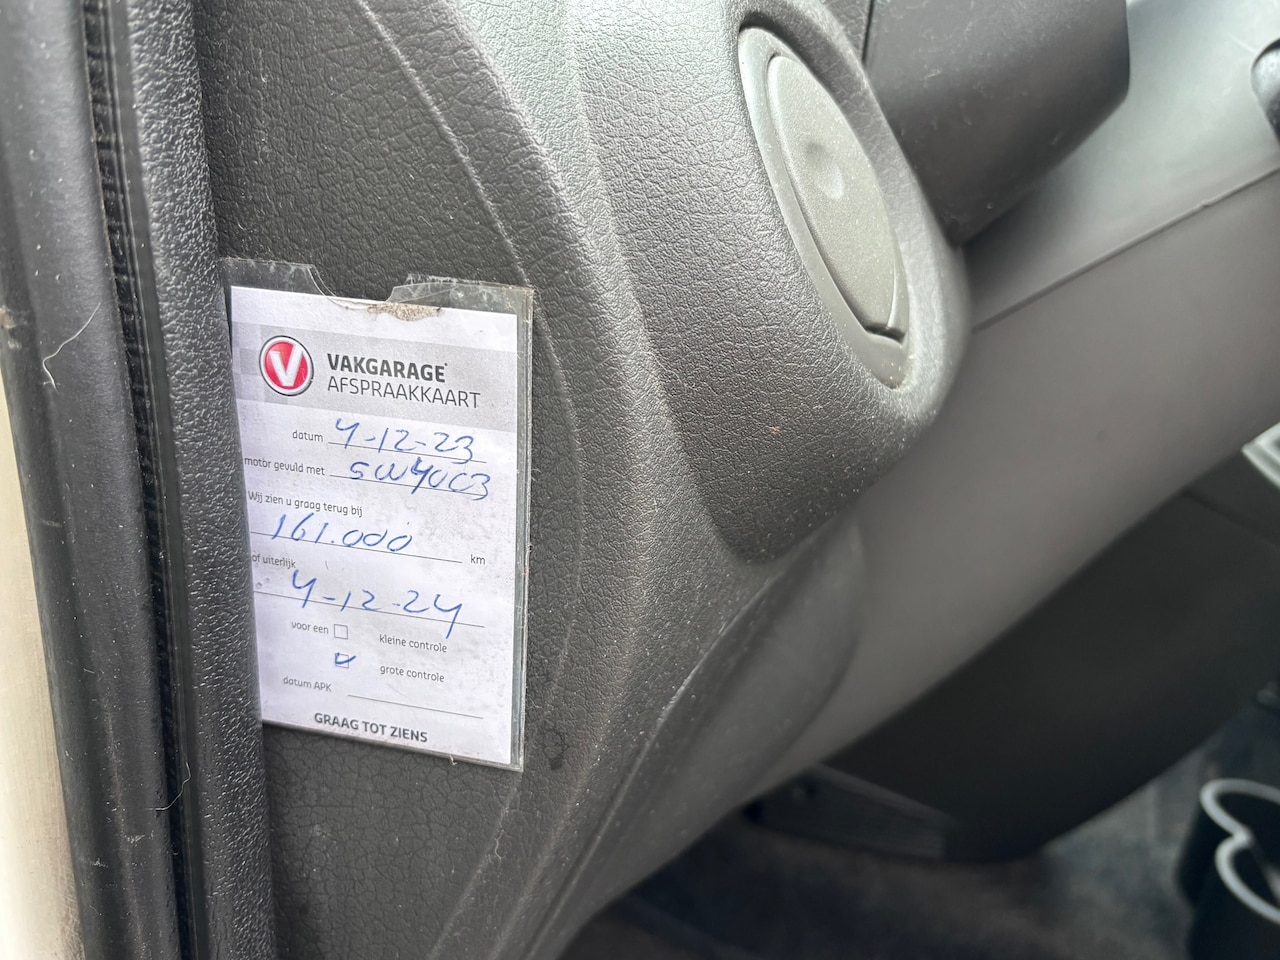 V
VAKGARAGE
AFSPRAAKKAART
datum 4-12-23
motor gevuld met 5W40C3
Wij zien u graag terug bij
161.000 km
of uiterlijk
4-12-24
voor een kleine controle
grote controle
datum APK
GRAAG TOT ZIENS